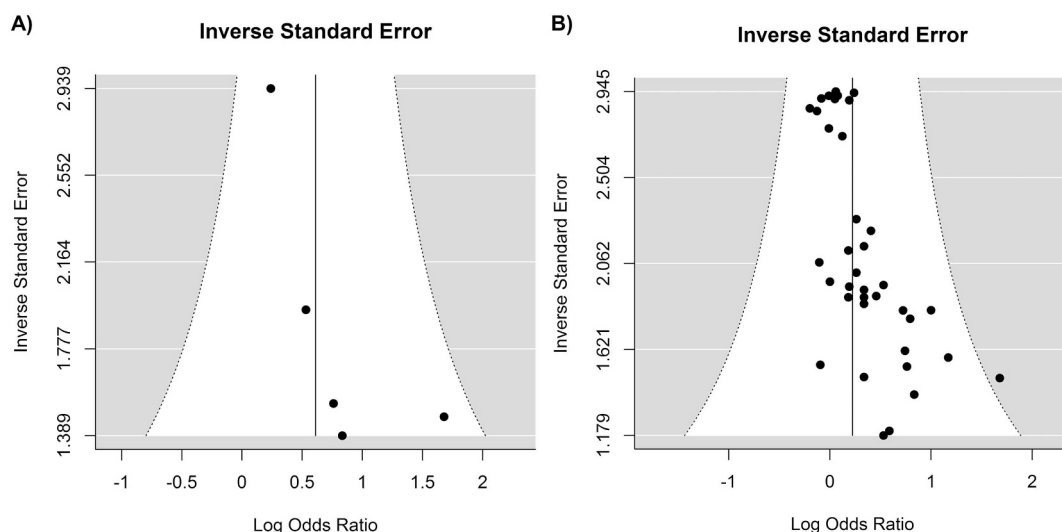 A)
Inverse Standard Error
Inverse Standard Error
2.939
2.552
2.164
1.777
1.389
-1 -0.5 0 0.5 1 1.5 2
Log Odds Ratio
B)
Inverse Standard Error
Inverse Standard Error
2.945
2.504
2.062
1.621
1.179
-1 0 1 2
Log Odds Ratio